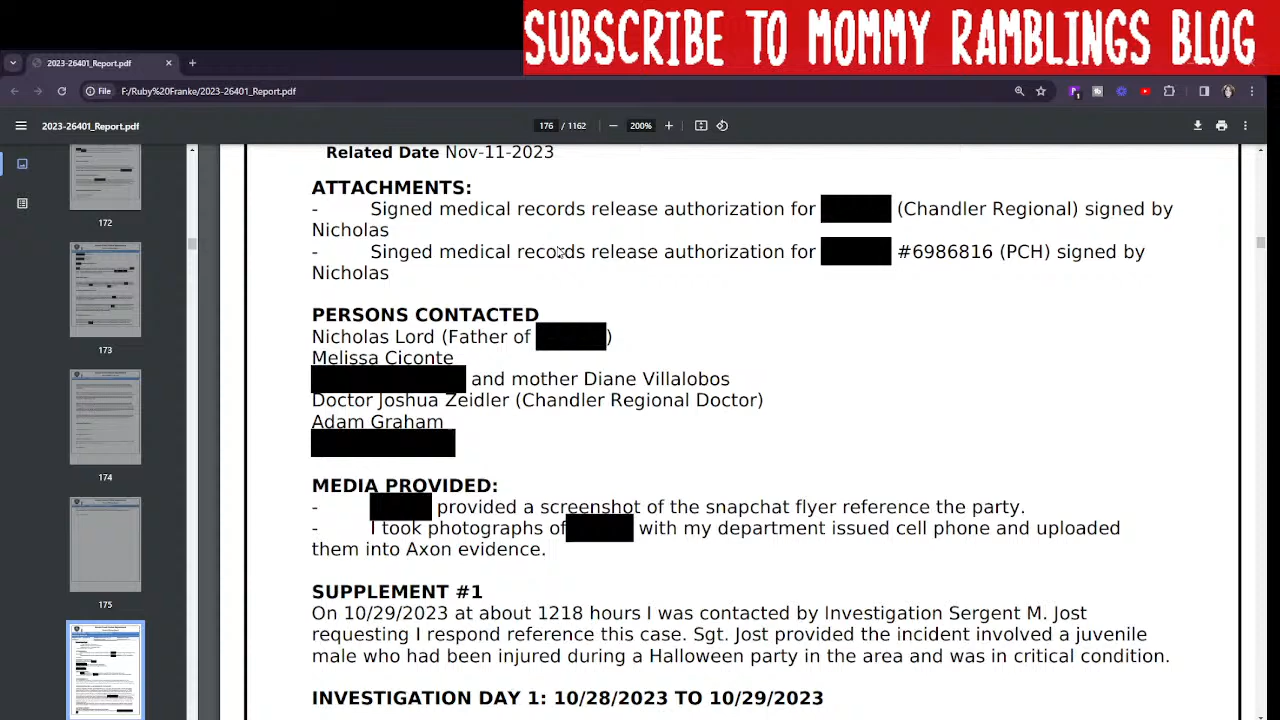 SUBSCRIBE TO MOMMY RAMBLINGS BLOG
2023-26401_Report.pdf
File F:/Ruby%20Franke/2023-26401_Report.pdf
2023-26401_Report.pdf
176 / 1162
200%
172
173
174
175
Related Date Nov-11-2023
ATTACHMENTS:
- Signed medical records release authorization for (Chandler Regional) signed by
Nicholas
- Singed medical records release authorization for #6986816 (PCH) signed by
Nicholas
PERSONS CONTACTED
Nicholas Lord (Father of )
Melissa Ciconte
and mother Diane Villalobos
Doctor Joshua Zeidler (Chandler Regional Doctor)
Adam Graham
MEDIA PROVIDED:
- provided a screenshot of the snapchat flyer reference the party.
- I took photographs of with my department issued cell phone and uploaded
them into Axon evidence.
SUPPLEMENT #1
On 10/29/2023 at about 1218 hours I was contacted by Investigation Sergent M. Jost
requesting I respond reference this case. Sgt. Jost provided the incident involved a juvenile
male who had been injured during a Halloween party in the area and was in critical condition.
INVESTIGATION DAY 1: 10/28/2023 TO 10/29/2023